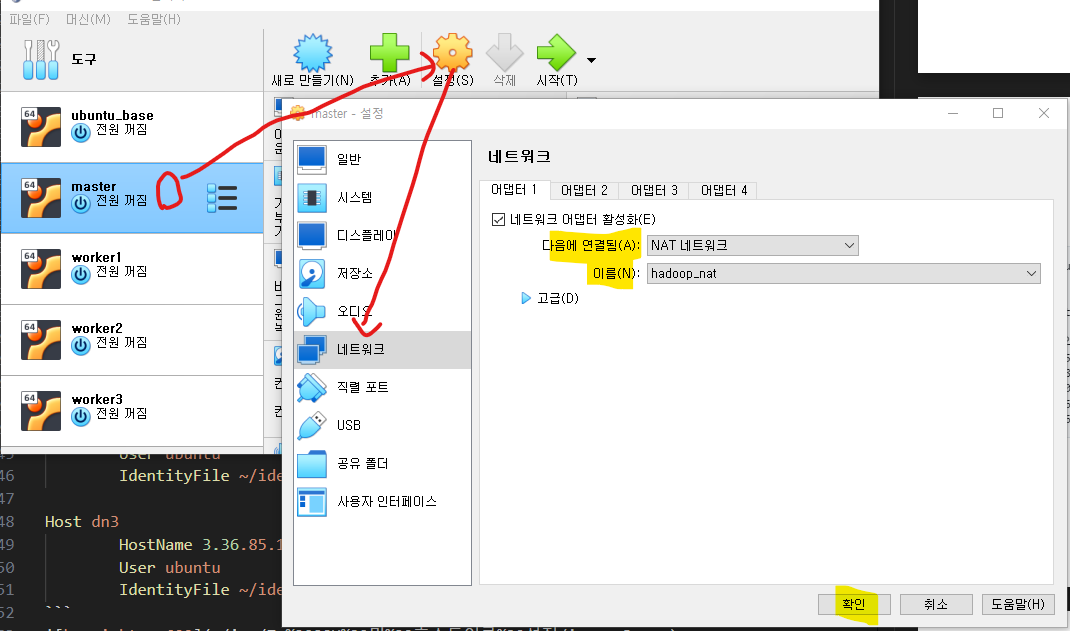 파일(F) 머신(M) 도움말(H)
도구
새로 만들기(N) 추가(A) 설정(S) 삭제 시작(T)
64 ubuntu_base
전원 꺼짐
64 master
전원 꺼짐
64 worker1
전원 꺼짐
64 worker2
전원 꺼짐
64 worker3
전원 꺼짐
master - 설정
일반
시스템
디스플레이
저장소
오디오
네트워크
직렬 포트
USB
공유 폴더
사용자 인터페이스
네트워크
어댑터 1 어댑터 2 어댑터 3 어댑터 4
네트워크 어댑터 활성화(E)
다음에 연결됨(A): NAT 네트워크
이름(N): hadoop_nat
고급(D)
확인 취소 도움말(H)
User ubuntu
46 IdentityFile ~/ide
47
48 Host dn3
49 HostName 3.36.85.1
50 User ubuntu
51 IdentityFile ~/ide
52 ```